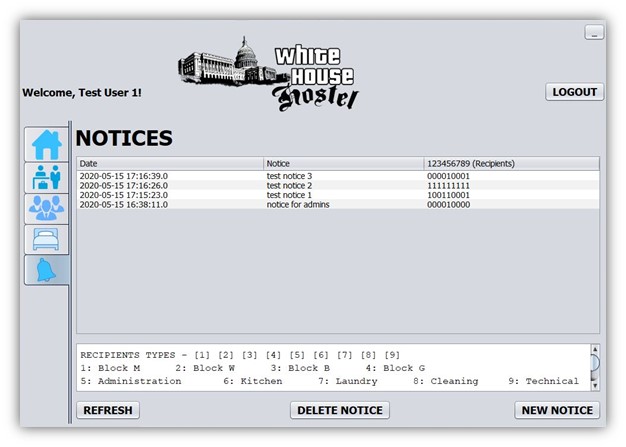 _
WHITE
HOUSE
Hostel
Welcome, Test User 1!
LOGOUT
NOTICES
Date Notice 123456789 (Recipients)
2020-05-15 17:16:39.0 test notice 3 000010001
2020-05-15 17:16:26.0 test notice 2 111111111
2020-05-15 17:15:23.0 test notice 1 100110001
2020-05-15 16:38:11.0 notice for admins 000010000
RECIPIENTS TYPES - [1] [2] [3] [4] [5] [6] [7] [8] [9]
1: Block M 2: Block W 3: Block B 4: Block G
5: Administration 6: Kitchen 7: Laundry 8: Cleaning 9: Technical
REFRESH DELETE NOTICE NEW NOTICE